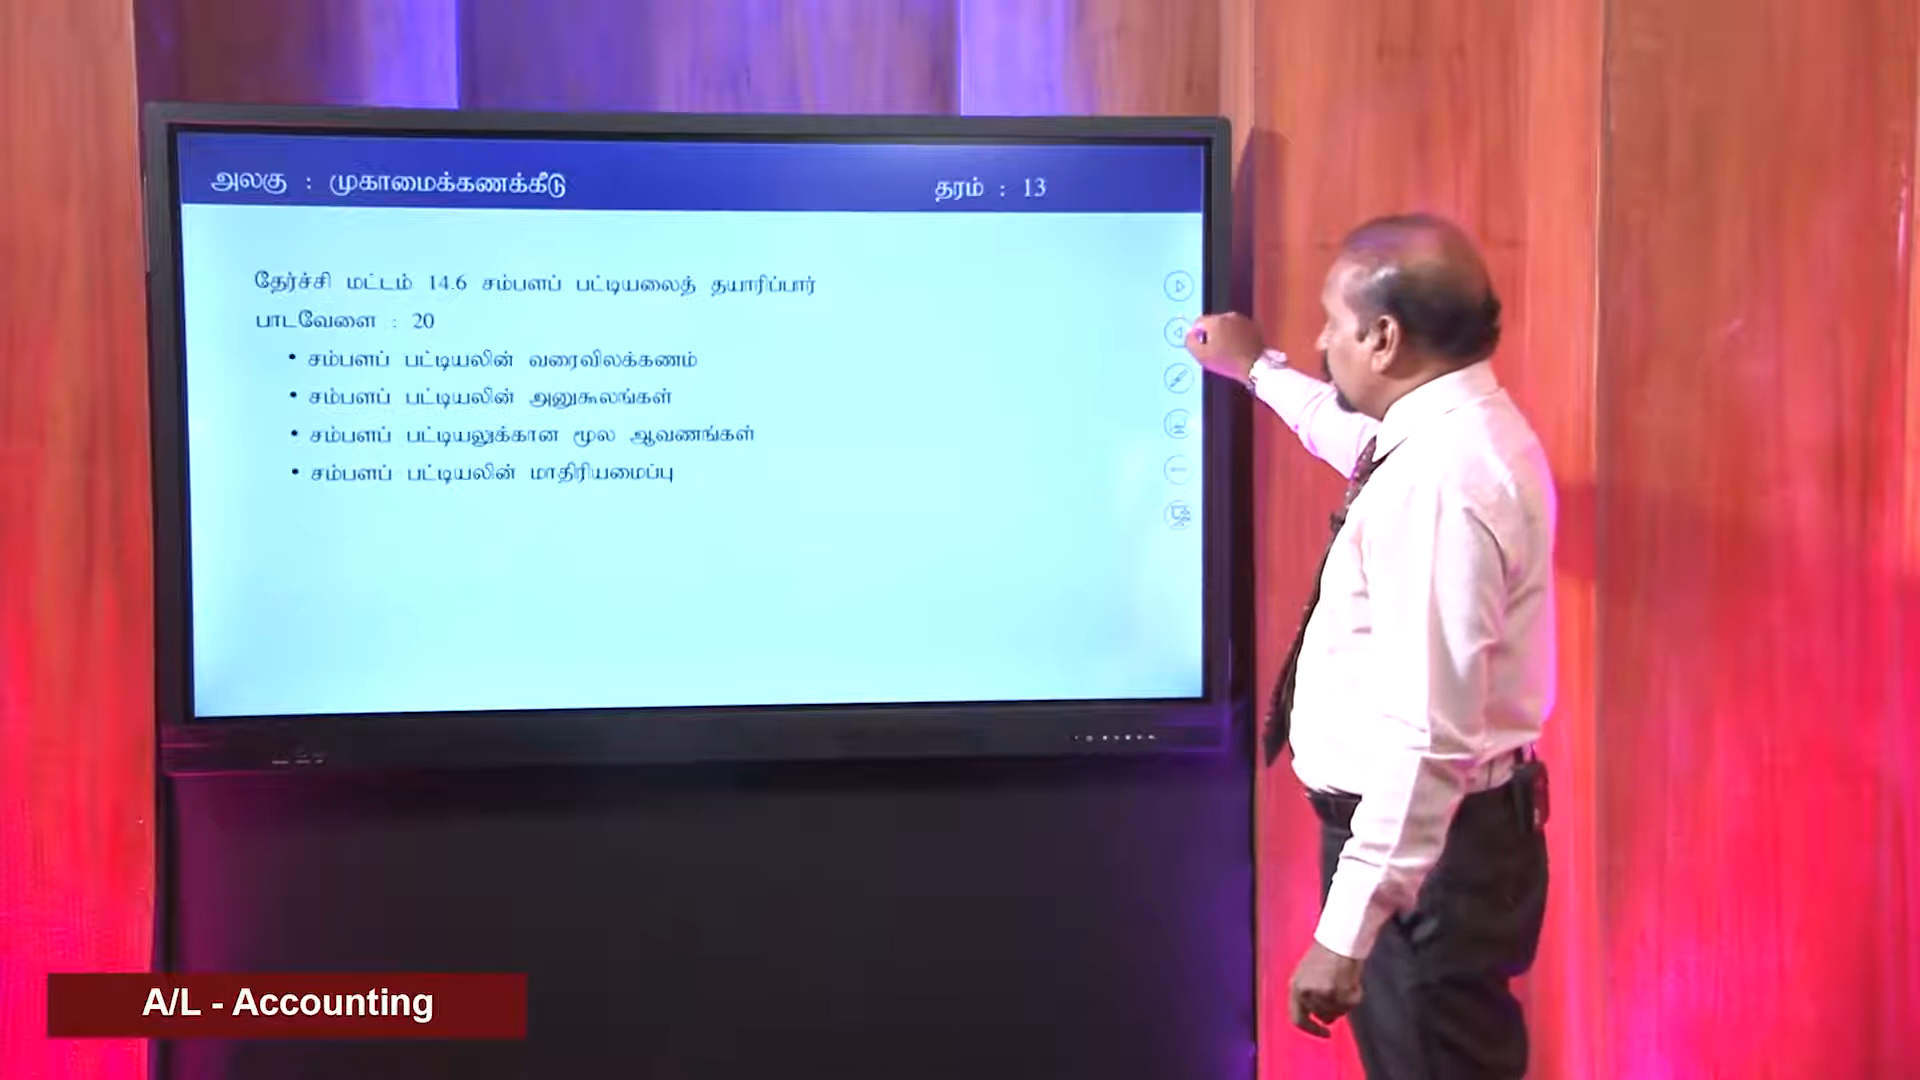 அலகு : முகாமைக்கணக்கீடு தரம் : 13
தேர்ச்சி மட்டம் 14.6 சம்பளப் பட்டியலைத் தயாரிப்பார்
பாடவேளை : 20
• சம்பளப் பட்டியலின் வரைவிலக்கணம்
• சம்பளப் பட்டியலின் அனுகூலங்கள்
• சம்பளப் பட்டியலுக்கான மூல ஆவணங்கள்
• சம்பளப் பட்டியலின் மாதிரியமைப்பு
A/L - Accounting